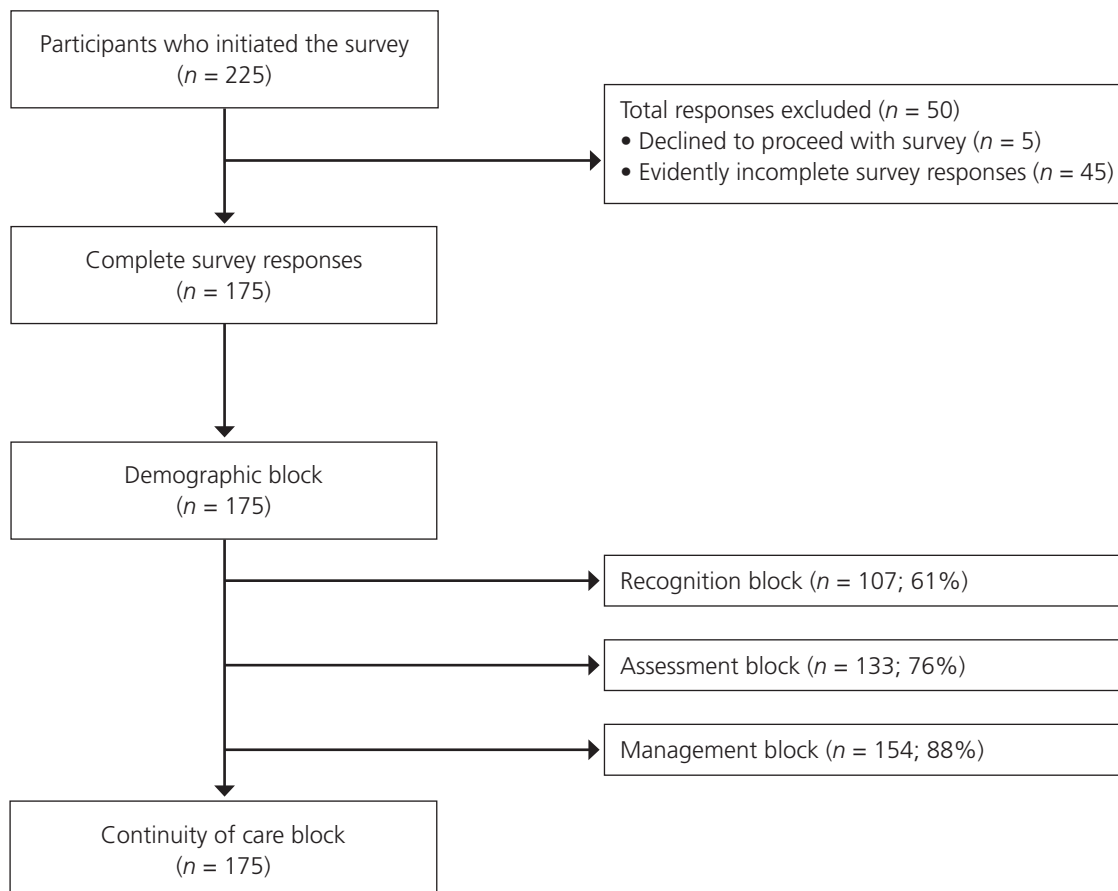 Participants who initiated the survey
(n = 225)
Total responses excluded (n = 50)
• Declined to proceed with survey (n = 5)
• Evidently incomplete survey responses (n = 45)
Complete survey responses
(n = 175)
Demographic block
(n = 175)
Recognition block (n = 107; 61%)
Assessment block (n = 133; 76%)
Management block (n = 154; 88%)
Continuity of care block
(n = 175)